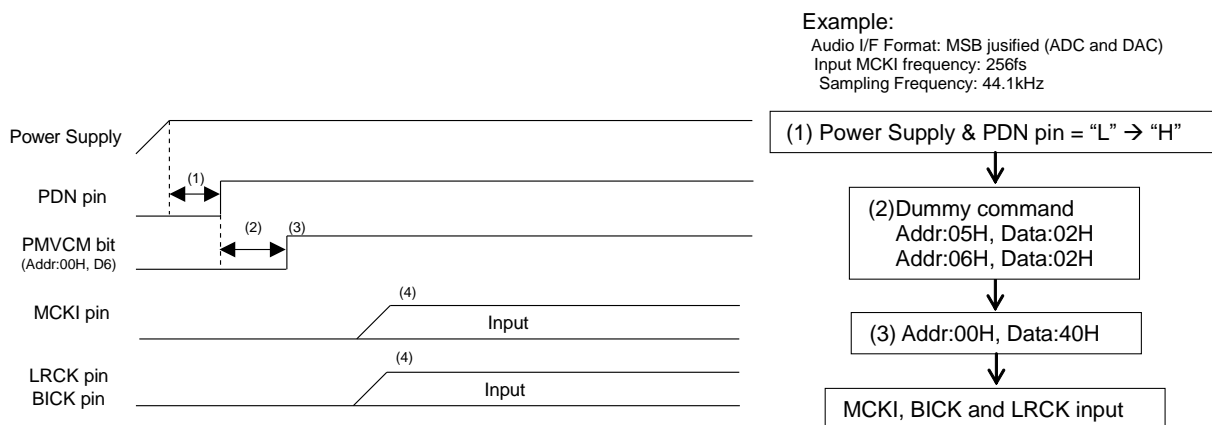 Example:
Audio I/F Format: MSB jusified (ADC and DAC)
Input MCKI frequency: 256fs
Sampling Frequency: 44.1kHz
Power Supply
(1)
PDN pin
(2)
(3)
PMVCM bit
(Addr:00H, D6)
(4)
MCKI pin
Input
(4)
LRCK pin
BICK pin
Input
(1) Power Supply & PDN pin = “L” → “H”
(2)Dummy command
Addr:05H, Data:02H
Addr:06H, Data:02H
(3) Addr:00H, Data:40H
MCKI, BICK and LRCK input